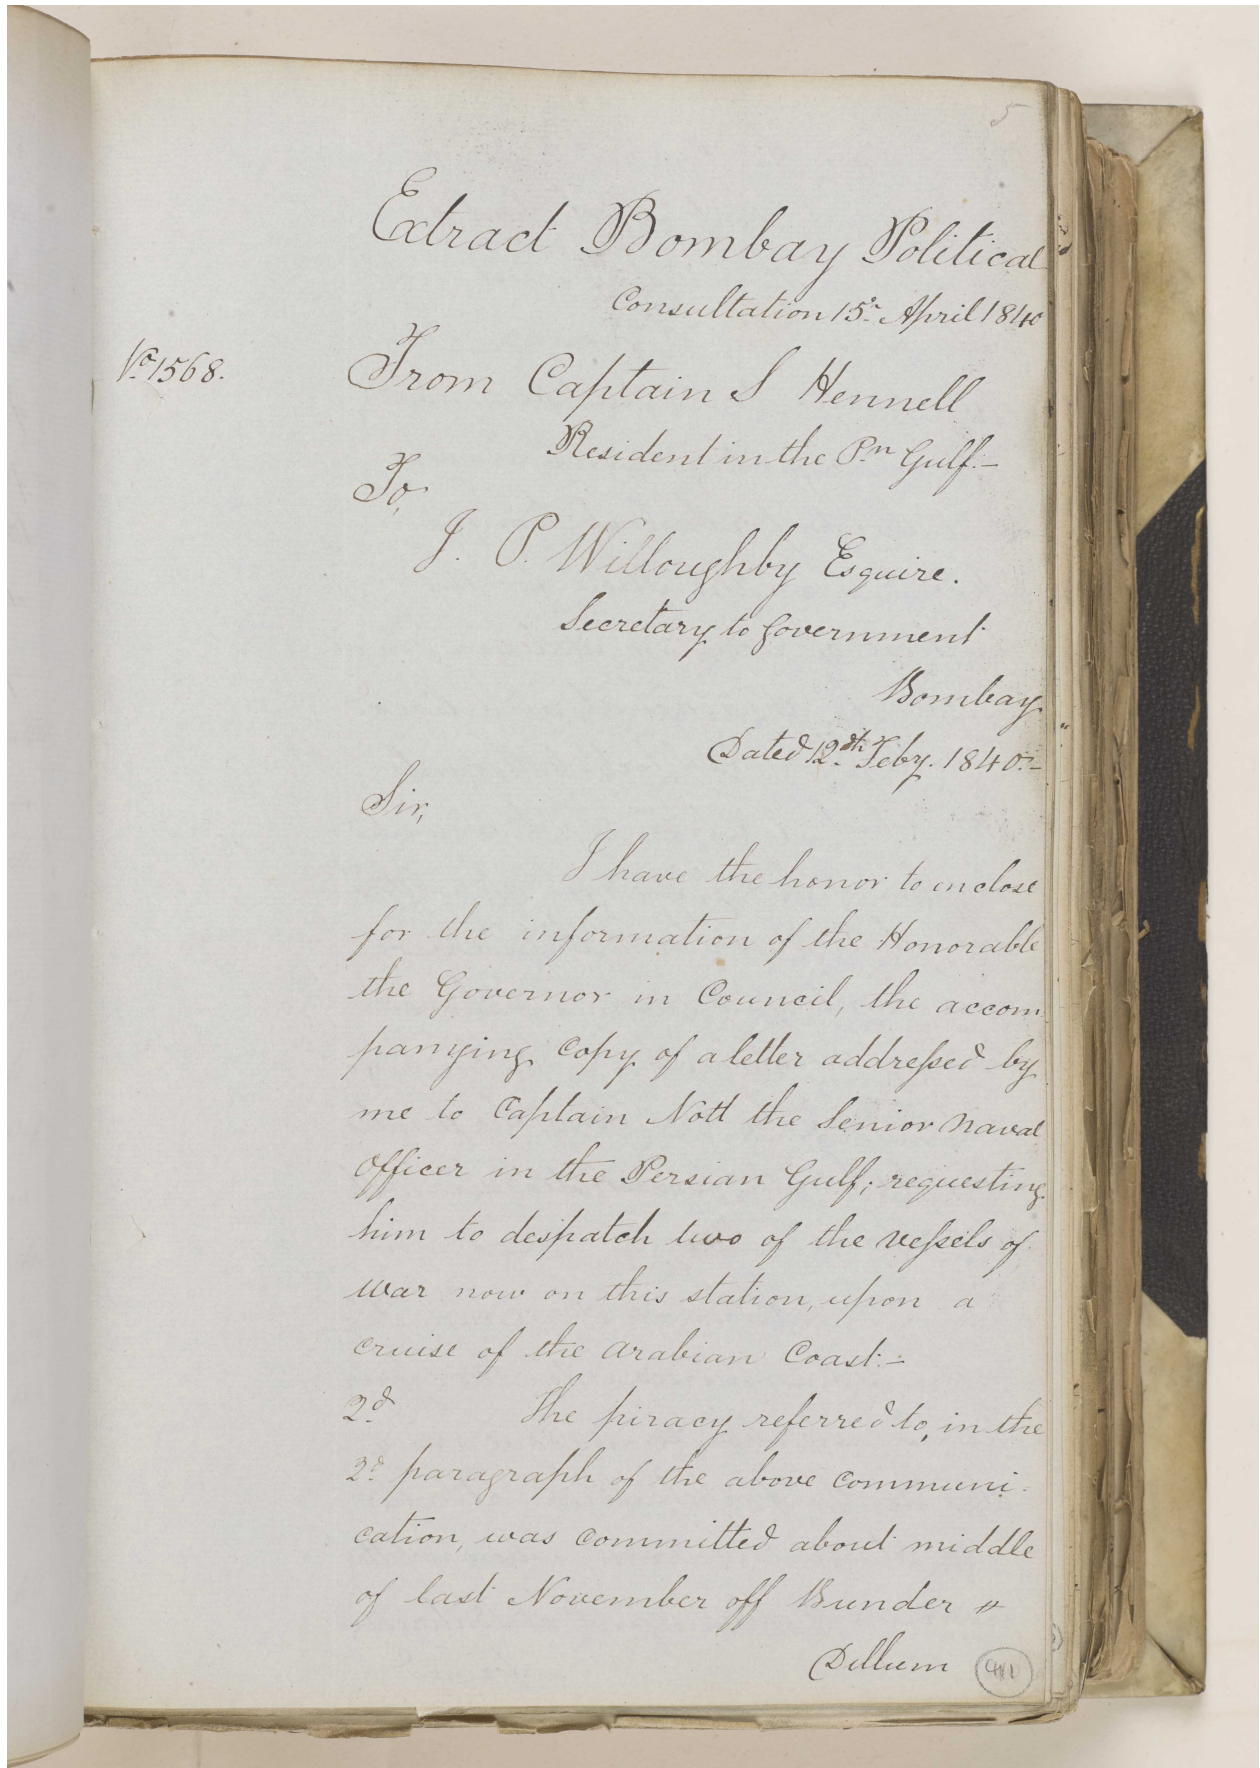 5
Extract Bombay Political
Consultation 15th April 1840
No 1568.
From Captain S Hennell
Resident in the Pn Gulf.-
To,
J. P. Willoughby Esquire.
Secretary to Government
Bombay.
Dated 12th Feby. 1840.-
Sir,
I have the honor to enclose
for the information of the Honorable
the Governor in Council, the accom
panying copy of a letter addressed by
me to Captain Nott the Senior Naval
Officer in the Persian Gulf; requesting
him to despatch two of the vessels of
war now on this station, upon a
cruise of the Arabian Coast.-
2d The piracy referred to, in the
2d paragraph of the above communi-
cation, was committed about middle
of last November off Bunder "
Dellum